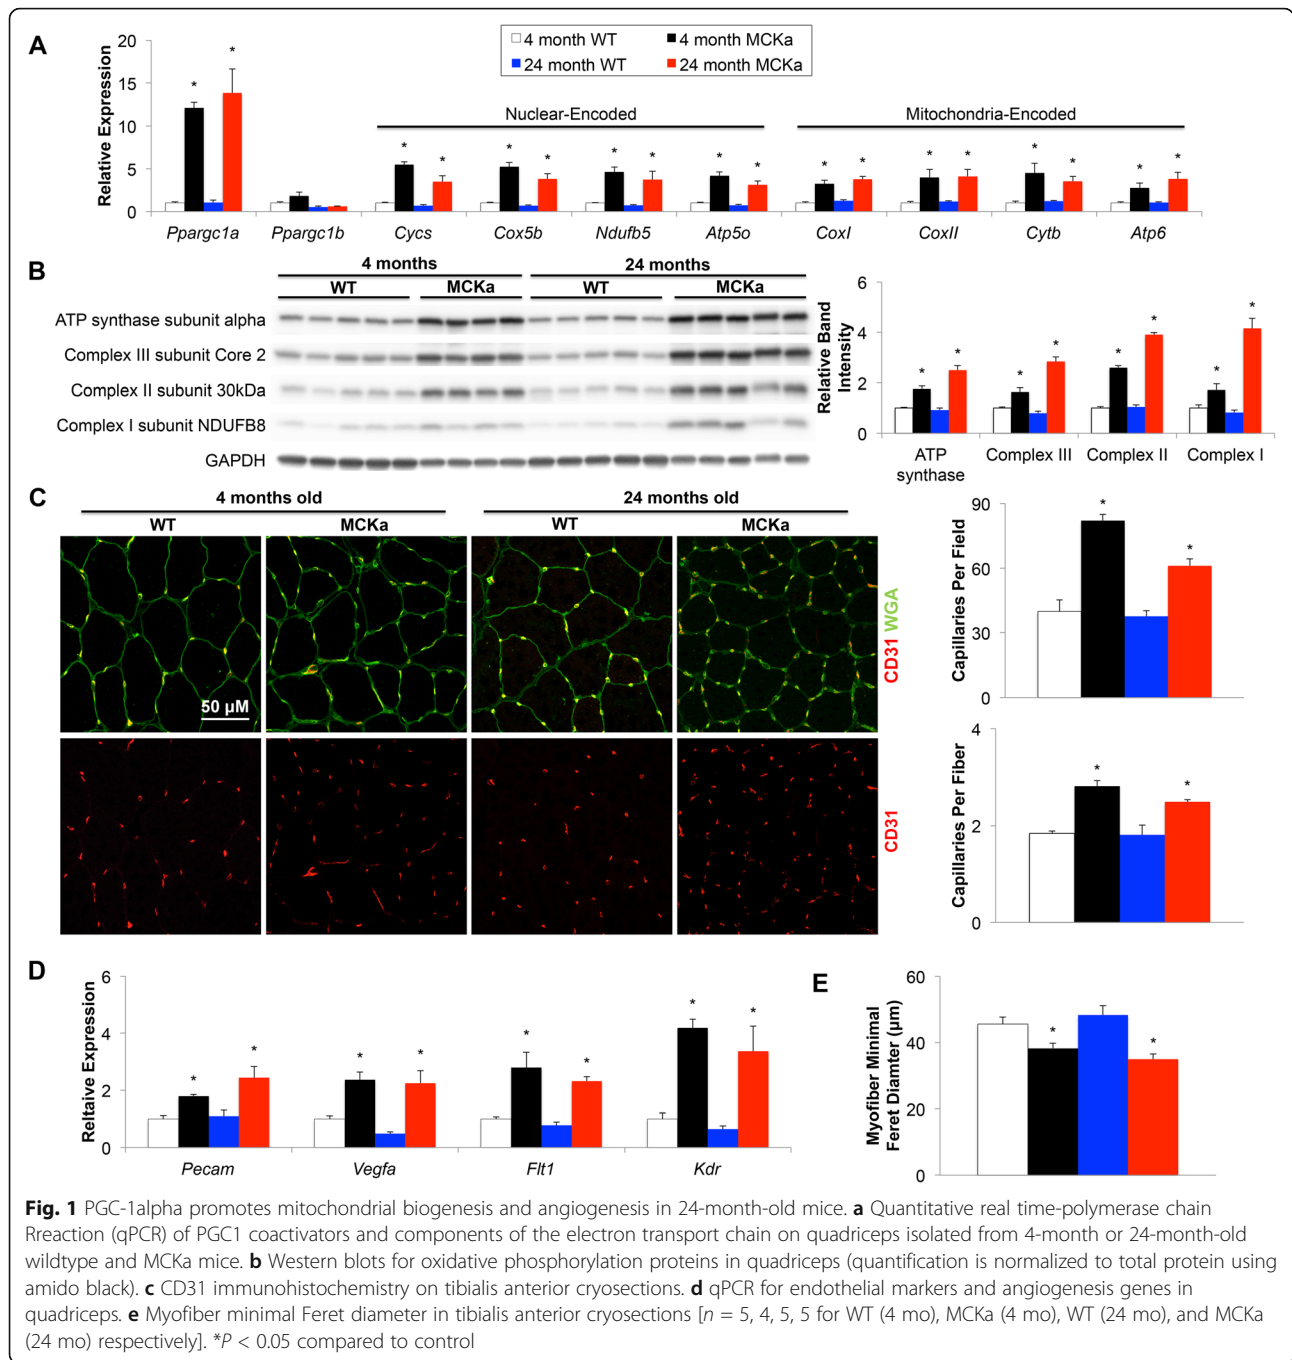 A
20
15
10
5
0
Relative Expression
4 month WT
4 month MCKa
24 month WT
24 month MCKa
Nuclear-Encoded
Mitochondria-Encoded
* * * * * * * * * * * * * * * * * *
Ppargc1a Ppargc1b Cycs Cox5b Ndufb5 Atp5o CoxI CoxII Cytb Atp6
B
4 months 24 months
WT MCKa WT MCKa
ATP synthase subunit alpha
Complex III subunit Core 2
Complex II subunit 30kDa
Complex I subunit NDUFB8
GAPDH
Relative Band
Intensity
6
4
2
0
* * * * * * * *
ATP
synthase
Complex III Complex II Complex I
C
4 months old 24 months old
WT MCKa WT MCKa
50 µM
CD31 WGA
CD31
Capillaries Per Field
90
60
30
0
* *
Capillaries Per Fiber
4
2
0
* *
D
Reltaive Expression
6
4
2
0
* * * * * * * *
Pecam Vegfa Flt1 Kdr
E
Myofiber Minimal
Feret Diamter (µm)
60
40
20
0
* *
Fig. 1 PGC-1alpha promotes mitochondrial biogenesis and angiogenesis in 24-month-old mice. a Quantitative real time-polymerase chain
Rreaction (qPCR) of PGC1 coactivators and components of the electron transport chain on quadriceps isolated from 4-month or 24-month-old
wildtype and MCKa mice. b Western blots for oxidative phosphorylation proteins in quadriceps (quantification is normalized to total protein using
amido black). c CD31 immunohistochemistry on tibialis anterior cryosections. d qPCR for endothelial markers and angiogenesis genes in
quadriceps. e Myofiber minimal Feret diameter in tibialis anterior cryosections [n = 5, 4, 5, 5 for WT (4 mo), MCKa (4 mo), WT (24 mo), and MCKa
(24 mo) respectively]. *P < 0.05 compared to control